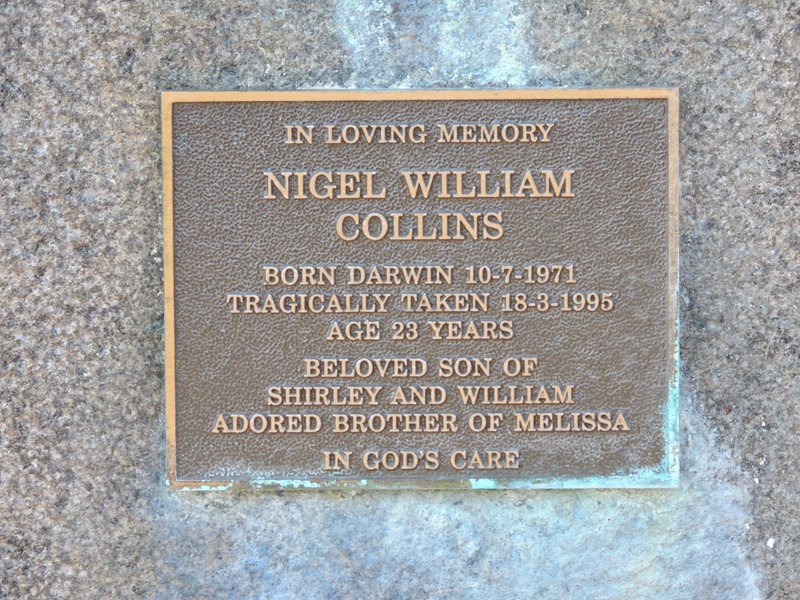 IN LOVING MEMORY
NIGEL WILLIAM
COLLINS
BORN DARWIN 10-7-1971
TRAGICALLY TAKEN 18-3-1995
AGE 23 YEARS
BELOVED SON OF
SHIRLEY AND WILLIAM
ADORED BROTHER OF MELISSA
IN GOD'S CARE